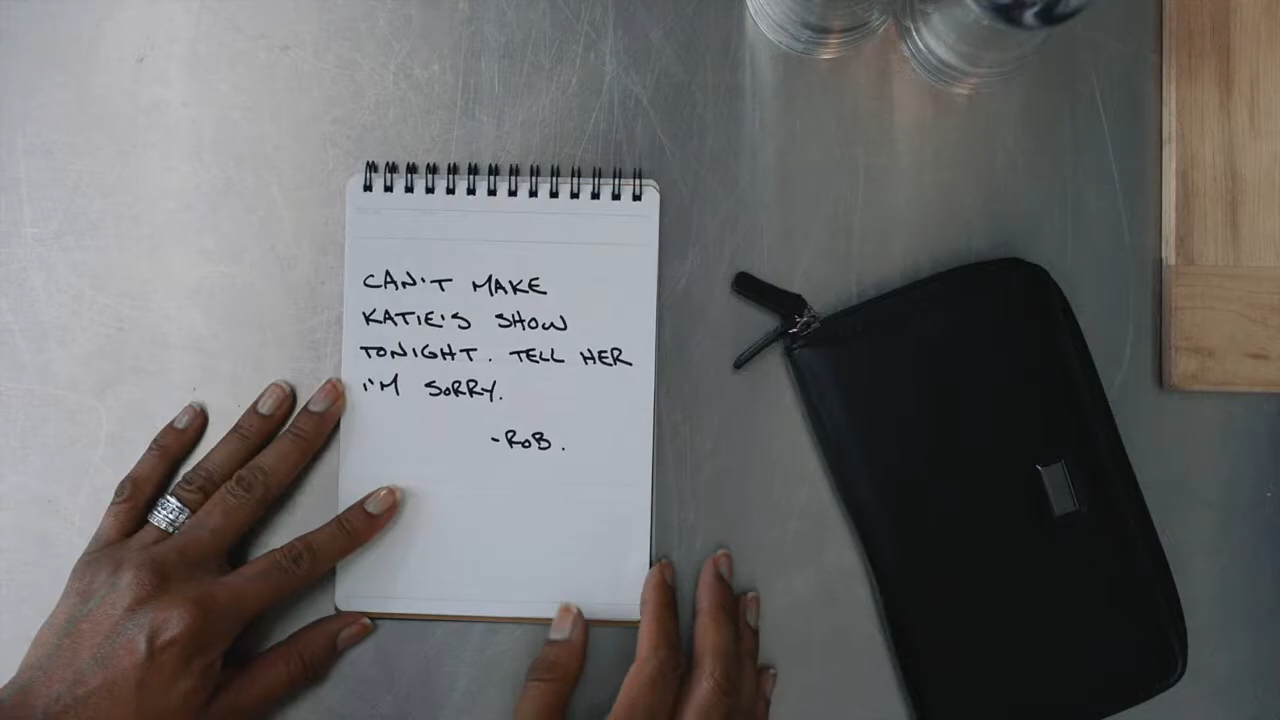 CAN'T MAKE
KATIE'S SHOW
TONIGHT. TELL HER
I'M SORRY.
-ROB.